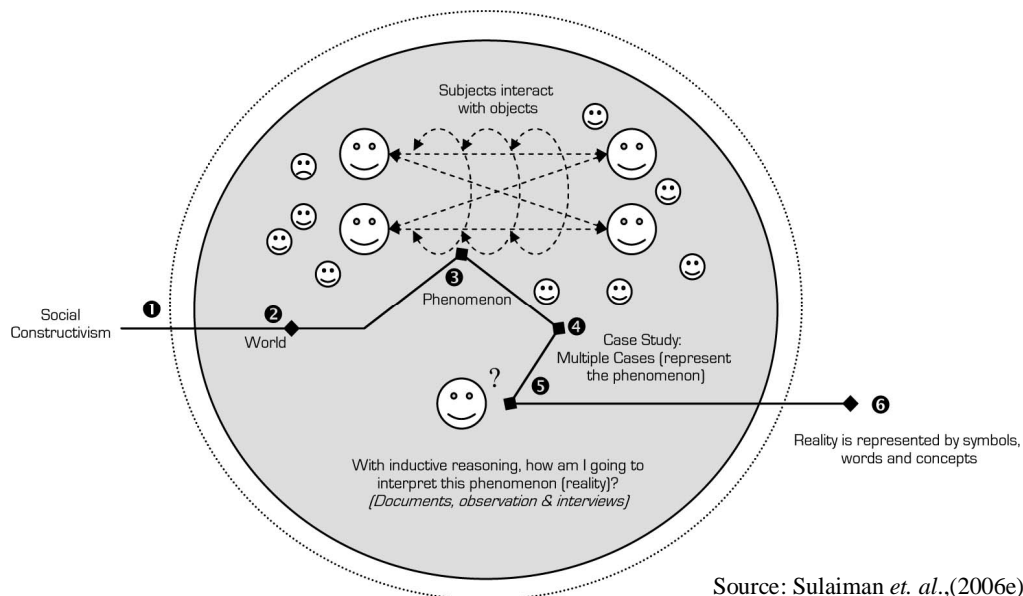 Subjects interact
with objects
❶
Social
Constructivism
❷
World
❸
Phenomenon
❹
Case Study:
Multiple Cases (represent
the phenomenon)
?
❺
❻
Reality is represented by symbols,
words and concepts
With inductive reasoning, how am I going to
interpret this phenomenon (reality)?
(Documents, observation & interviews)
Source: Sulaiman et. al.,(2006e)